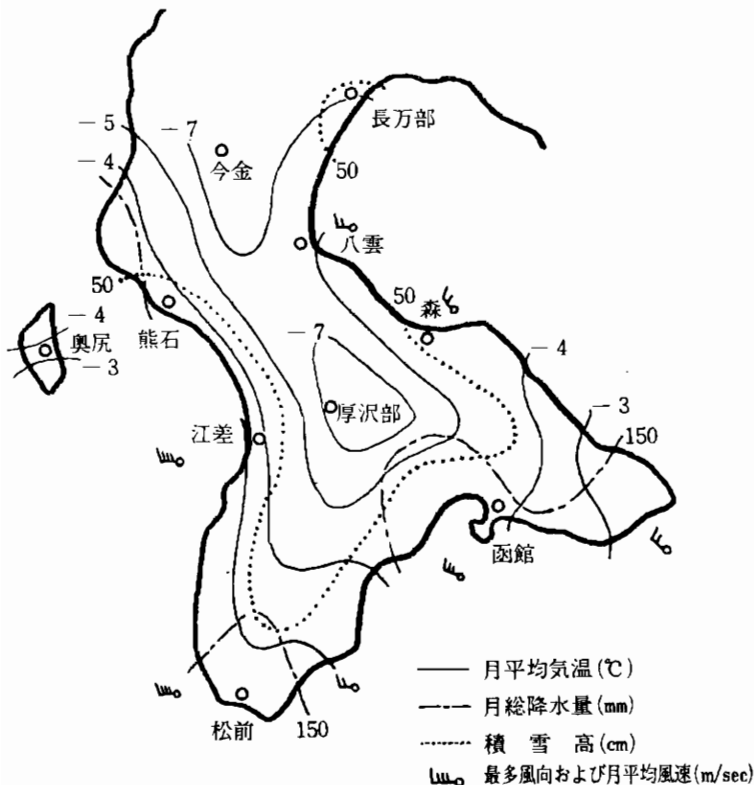 －5
－7
－4
今金
長万部
50
八雲
50
－4
奥尻
－3
熊石
50
森
－7
－4
厚沢部
江差
－3
150
函館
松前
150
月平均気温(℃)
月総降水量(mm)
積雪高(cm)
最多風向および月平均風速(m/sec)